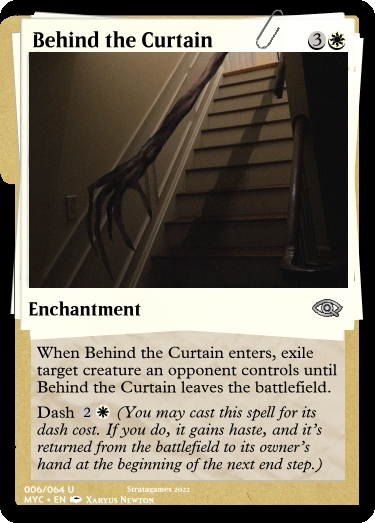 Behind the Curtain 3
Enchantment
When Behind the Curtain enters, exile
target creature an opponent controls until
Behind the Curtain leaves the battlefield.
Dash 2 (You may cast this spell for its
dash cost. If you do, it gains haste, and it's
returned from the battlefield to its owner's
hand at the beginning of the next end step.)
006/064 U Stratagames 2022
MYC • EN Xaryus Newton